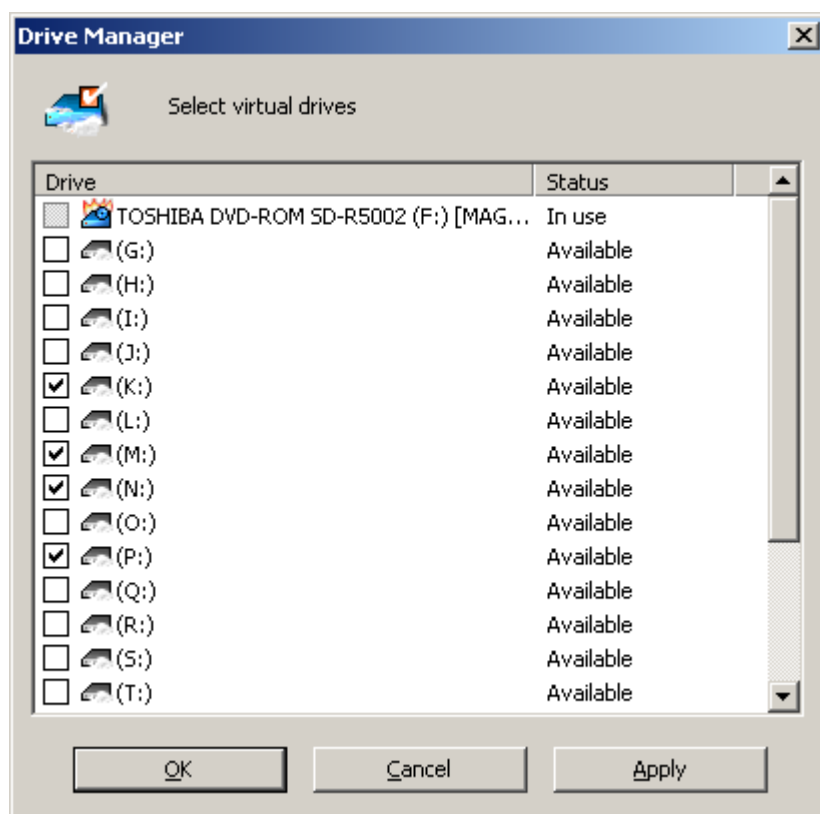 Drive Manager
Select virtual drives
Drive Status
TOSHIBA DVD-ROM SD-R5002 (F:) [MAG... In use
(G:) Available
(H:) Available
(I:) Available
(J:) Available
(K:) Available
(L:) Available
(M:) Available
(N:) Available
(O:) Available
(P:) Available
(Q:) Available
(R:) Available
(S:) Available
(T:) Available
OK Cancel Apply